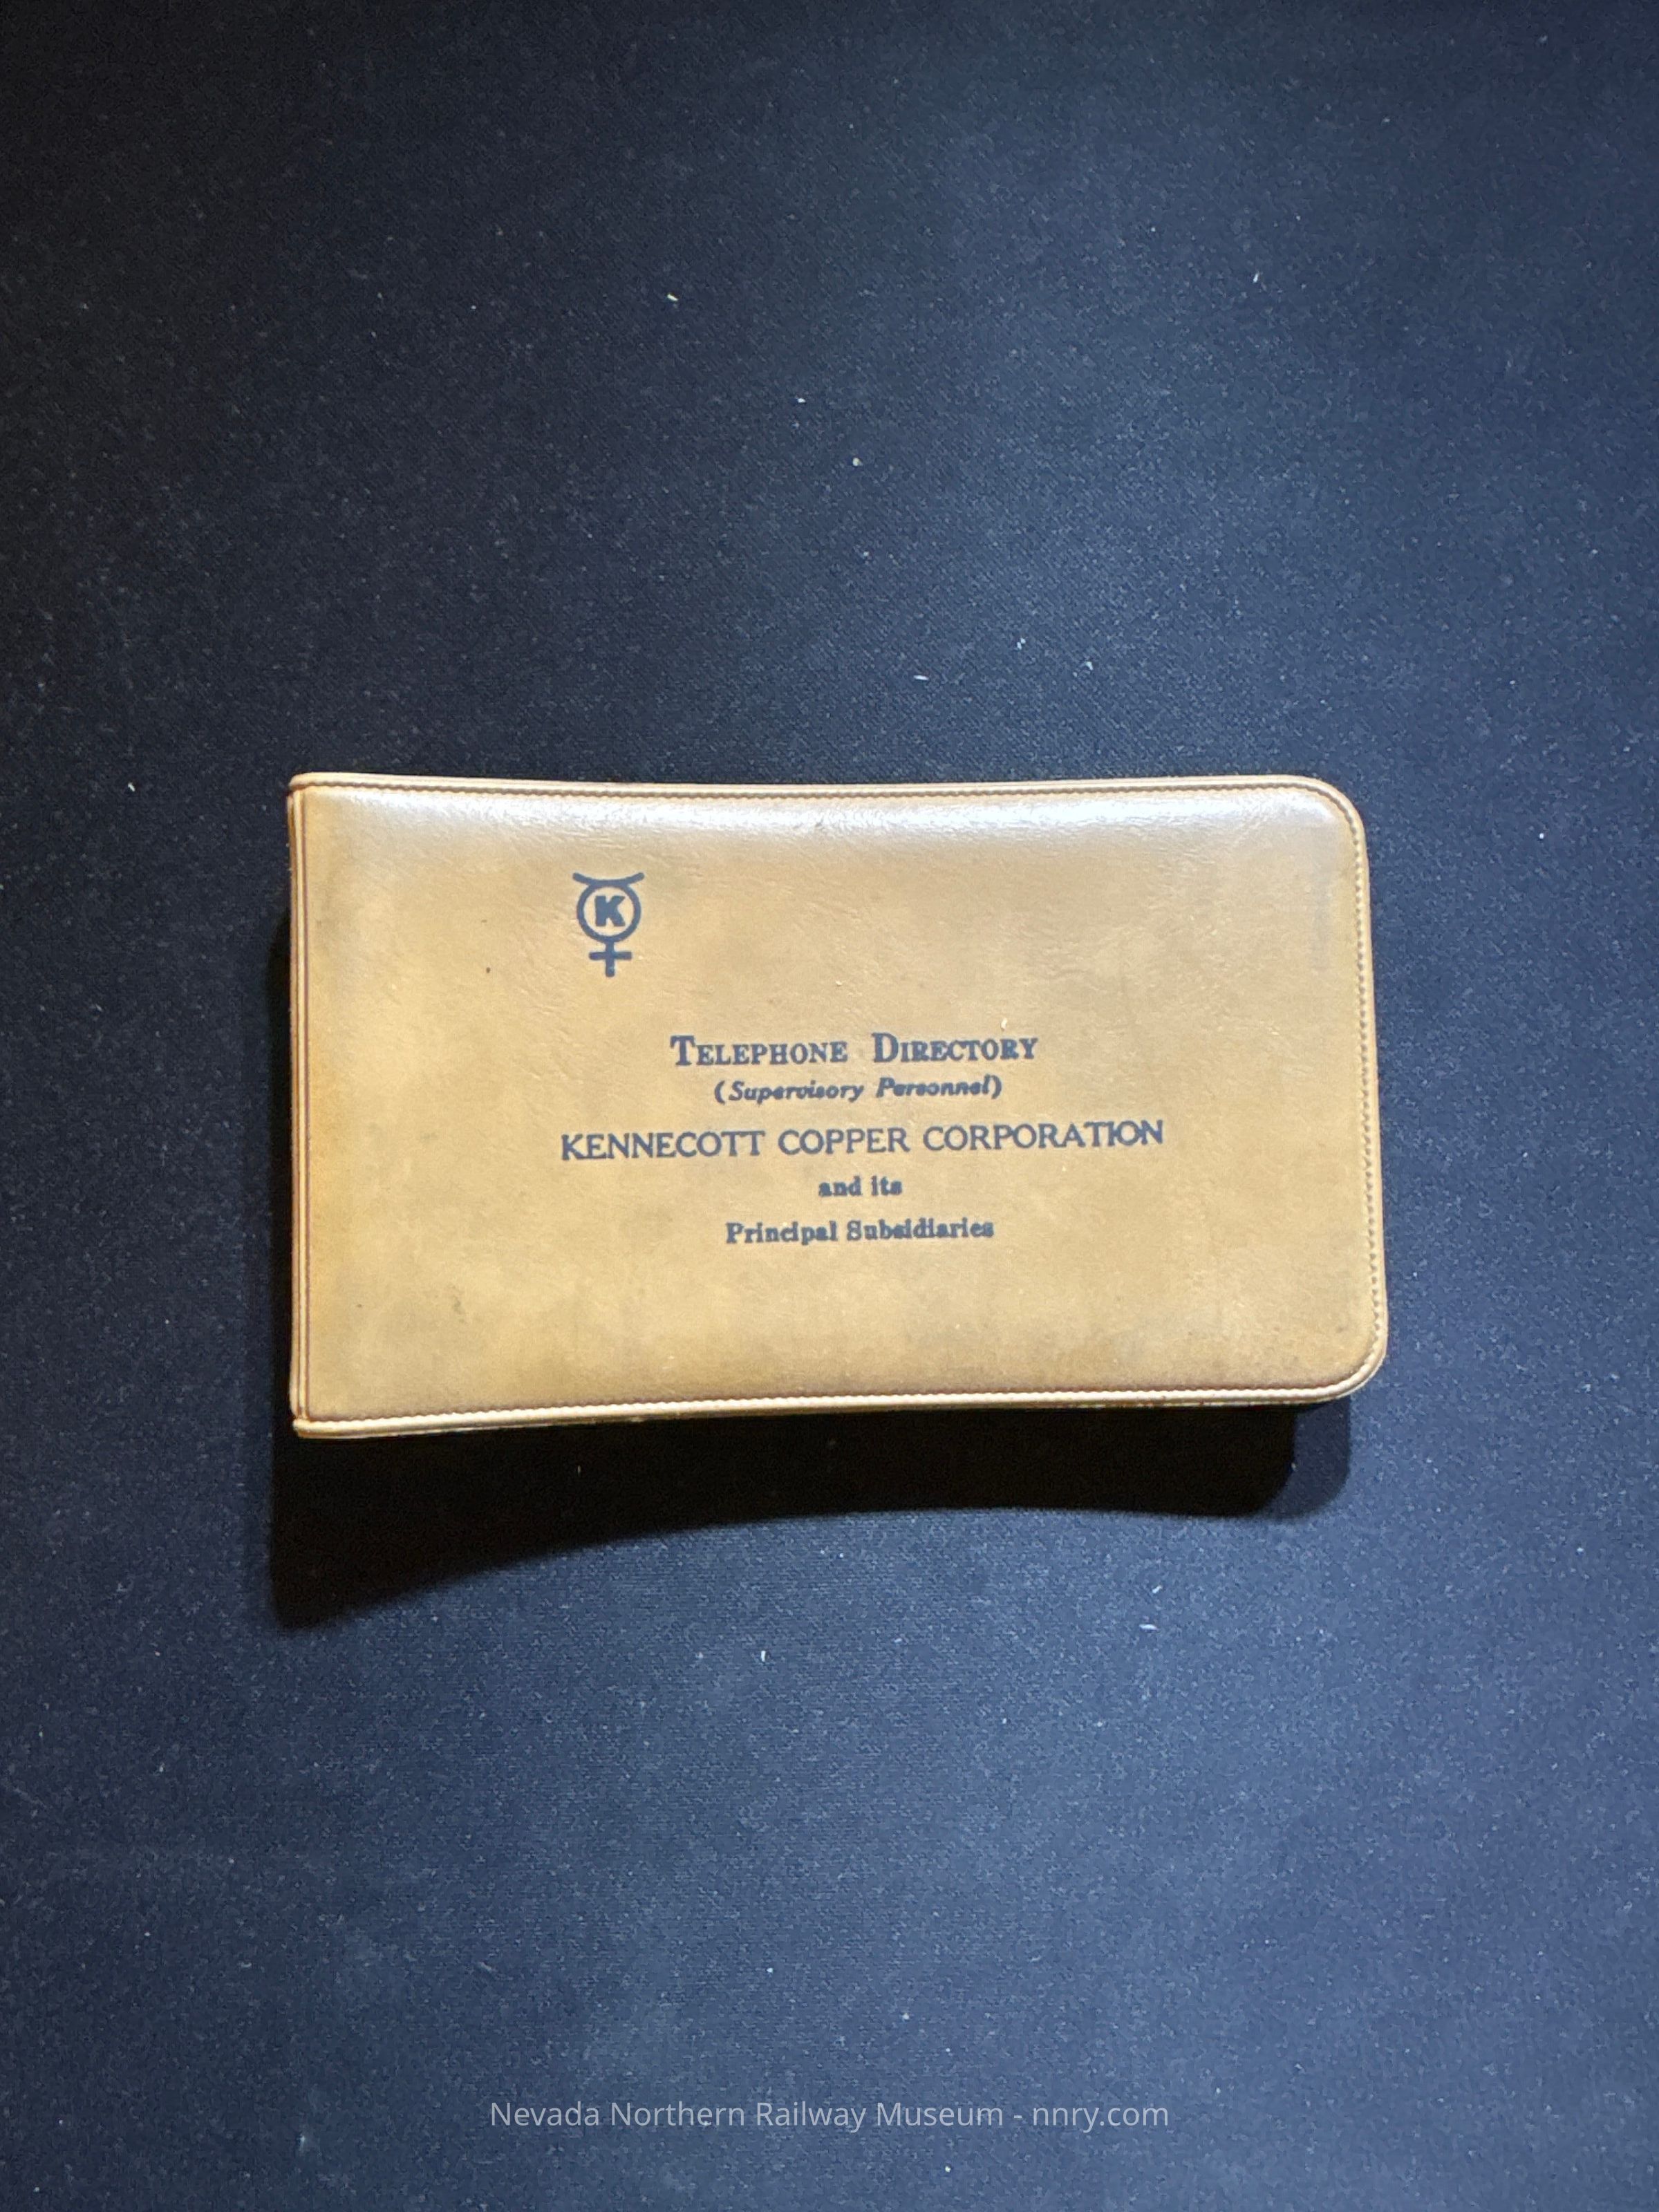 K
TELEPHONE DIRECTORY
(Supervisory Personnel)
KENNECOTT COPPER CORPORATION
and its
Principal Subsidiaries
Nevada Northern Railway Museum - nnry.com